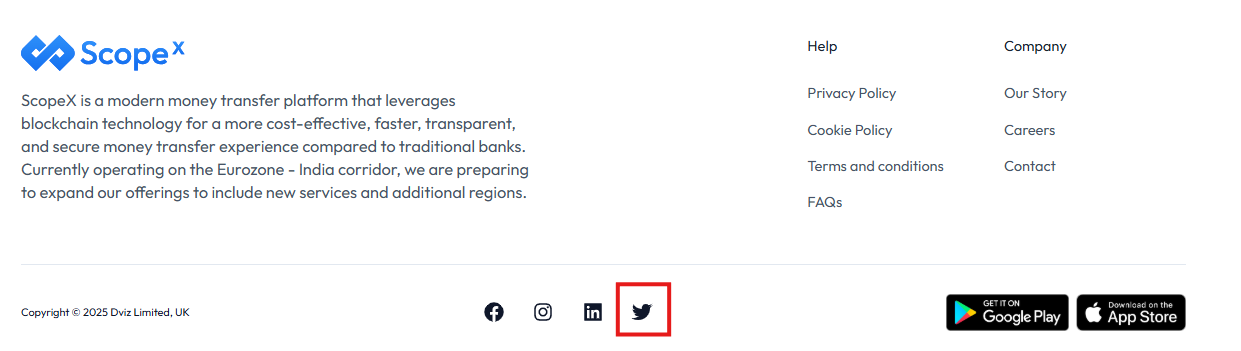 Scope X
ScopeX is a modern money transfer platform that leverages
blockchain technology for a more cost-effective, faster, transparent,
and secure money transfer experience compared to traditional banks.
Currently operating on the Eurozone - India corridor, we are preparing
to expand our offerings to include new services and additional regions.
Help
Privacy Policy
Cookie Policy
Terms and conditions
FAQs
Company
Our Story
Careers
Contact
Copyright © 2025 Dviz Limited, UK
GET IT ON
Google Play
Download on the
App Store